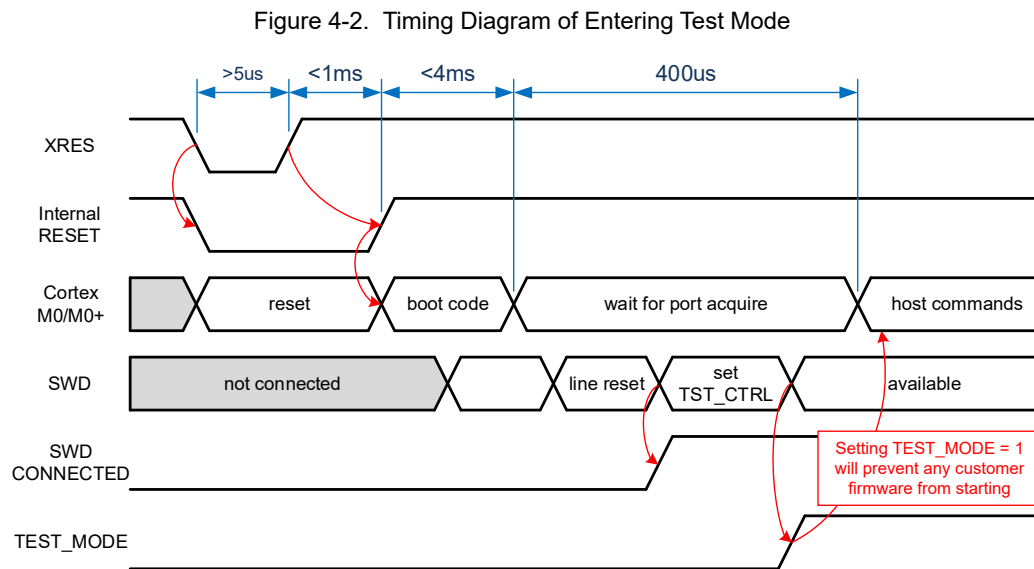 Figure 4-2. Timing Diagram of Entering Test Mode
>5us
<1ms
<4ms
400us
XRES
Internal
RESET
Cortex
M0/M0+
reset
boot code
wait for port acquire
host commands
SWD
not connected
line reset
set
TST_CTRL
available
SWD
CONNECTED
Setting TEST_MODE = 1
will prevent any customer
firmware from starting
TEST_MODE